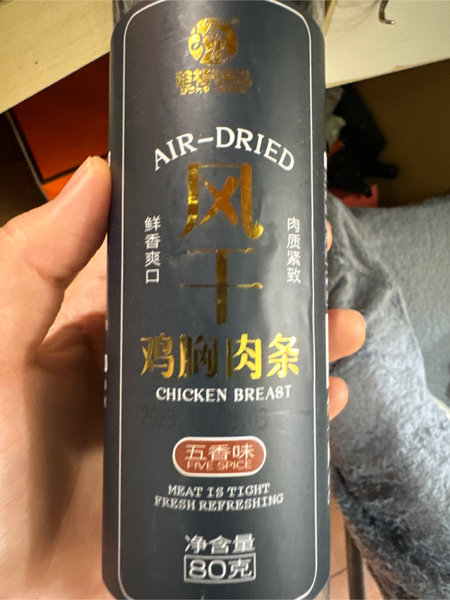 AIR-DRIED
风干
鲜香爽口
肉质紧致
鸡胸肉条
CHICKEN BREAST
五香味
FIVE SPICE
MEAT IS TIGHT
FRESH REFRESHING
净含量
80克